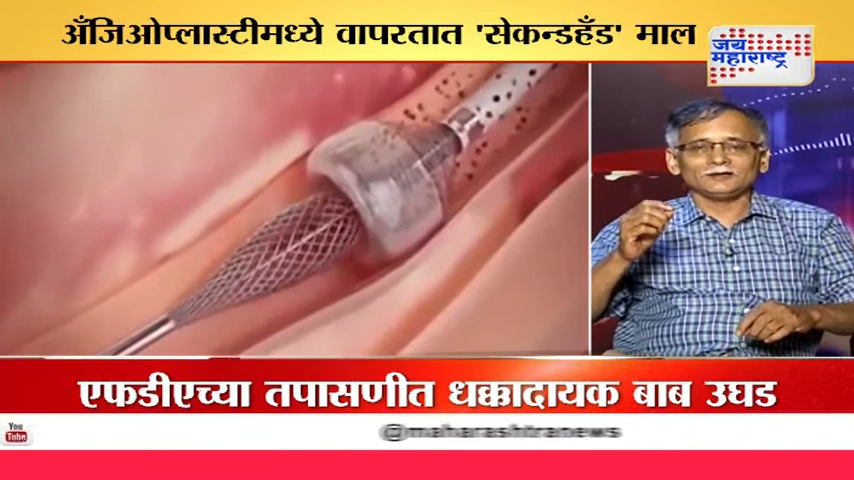 अँजिओप्लास्टीमध्ये वापरतात 'सेकन्डहँड' माल
जय
महाराष्ट्र
एफडीएच्या तपासणीत धक्कादायक बाब उघड
You
Tube
@maharashtranews